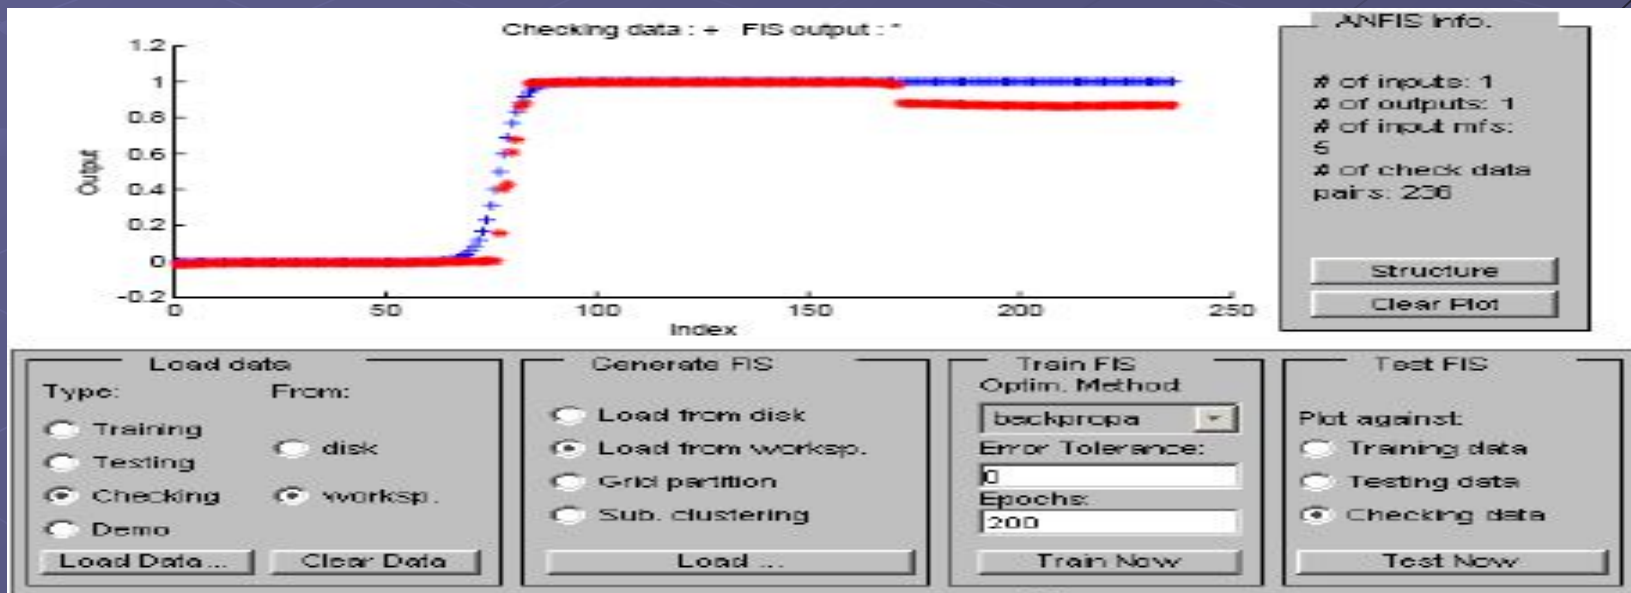 Checking data : +   FIS output : *
1.2
1
0.8
0.6
0.4
0.2
0
-0.2
Output
0
50
100
150
200
250
Index
ANFIS Info.
# of inputs: 1
# of outputs: 1
# of input mfs:
5
# of check data
pairs: 236
Structure
Clear Plot
Load data
Type:
From:
Training
Testing
disk
Checking
worksp.
Demo
Load Data ...
Clear Data
Generate FIS
Load from disk
Load from worksp.
Grid partition
Sub. clustering
Load ...
Train FIS
Optim. Method:
backpropa
Error Tolerance:
0
Epochs:
200
Train Now
Test FIS
Plot against:
Training data
Testing data
Checking data
Test Now